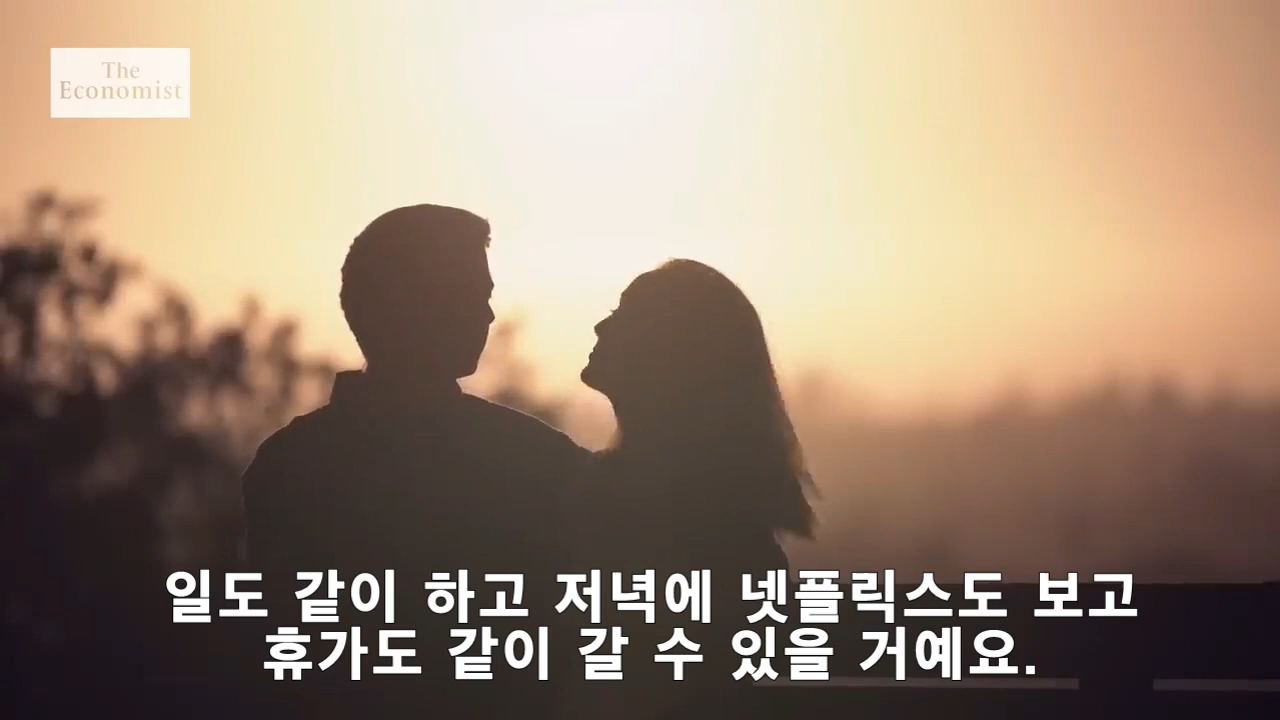 The
Economist
일도 같이 하고 저녁에 넷플릭스도 보고
휴가도 같이 갈 수 있을 거예요.